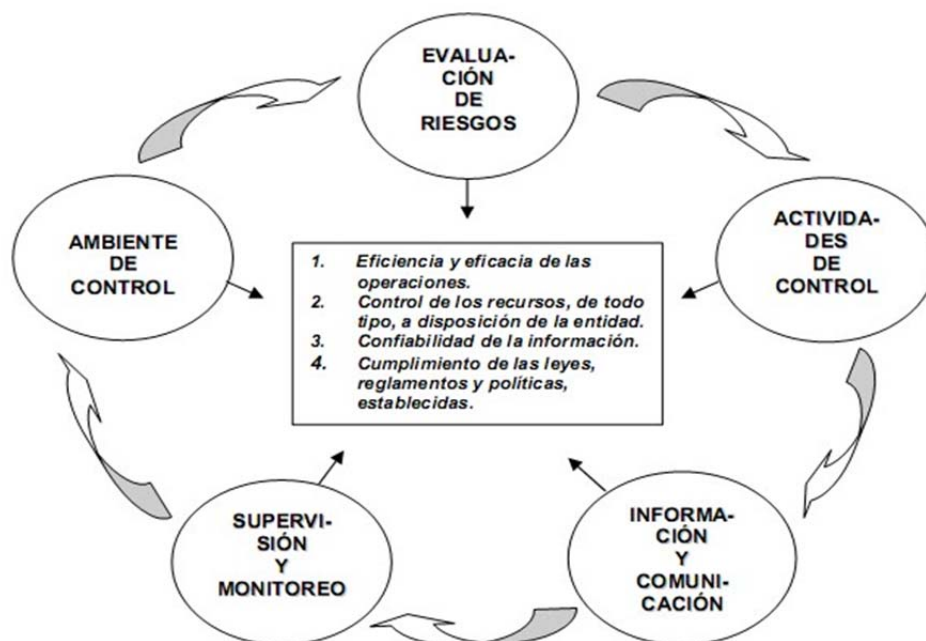 EVALUA-
CIÓN
DE
RIESGOS
AMBIENTE
DE
CONTROL
ACTIVIDA-
DES
DE
CONTROL
1. Eficiencia y eficacia de las
operaciones.
2. Control de los recursos, de todo
tipo, a disposición de la entidad.
3. Confiabilidad de la información.
4. Cumplimiento de las leyes,
reglamentos y políticas,
establecidas.
SUPERVI-
SIÓN
Y
MONITOREO
INFORMA-
CIÓN
Y
COMUNI-
CACIÓN